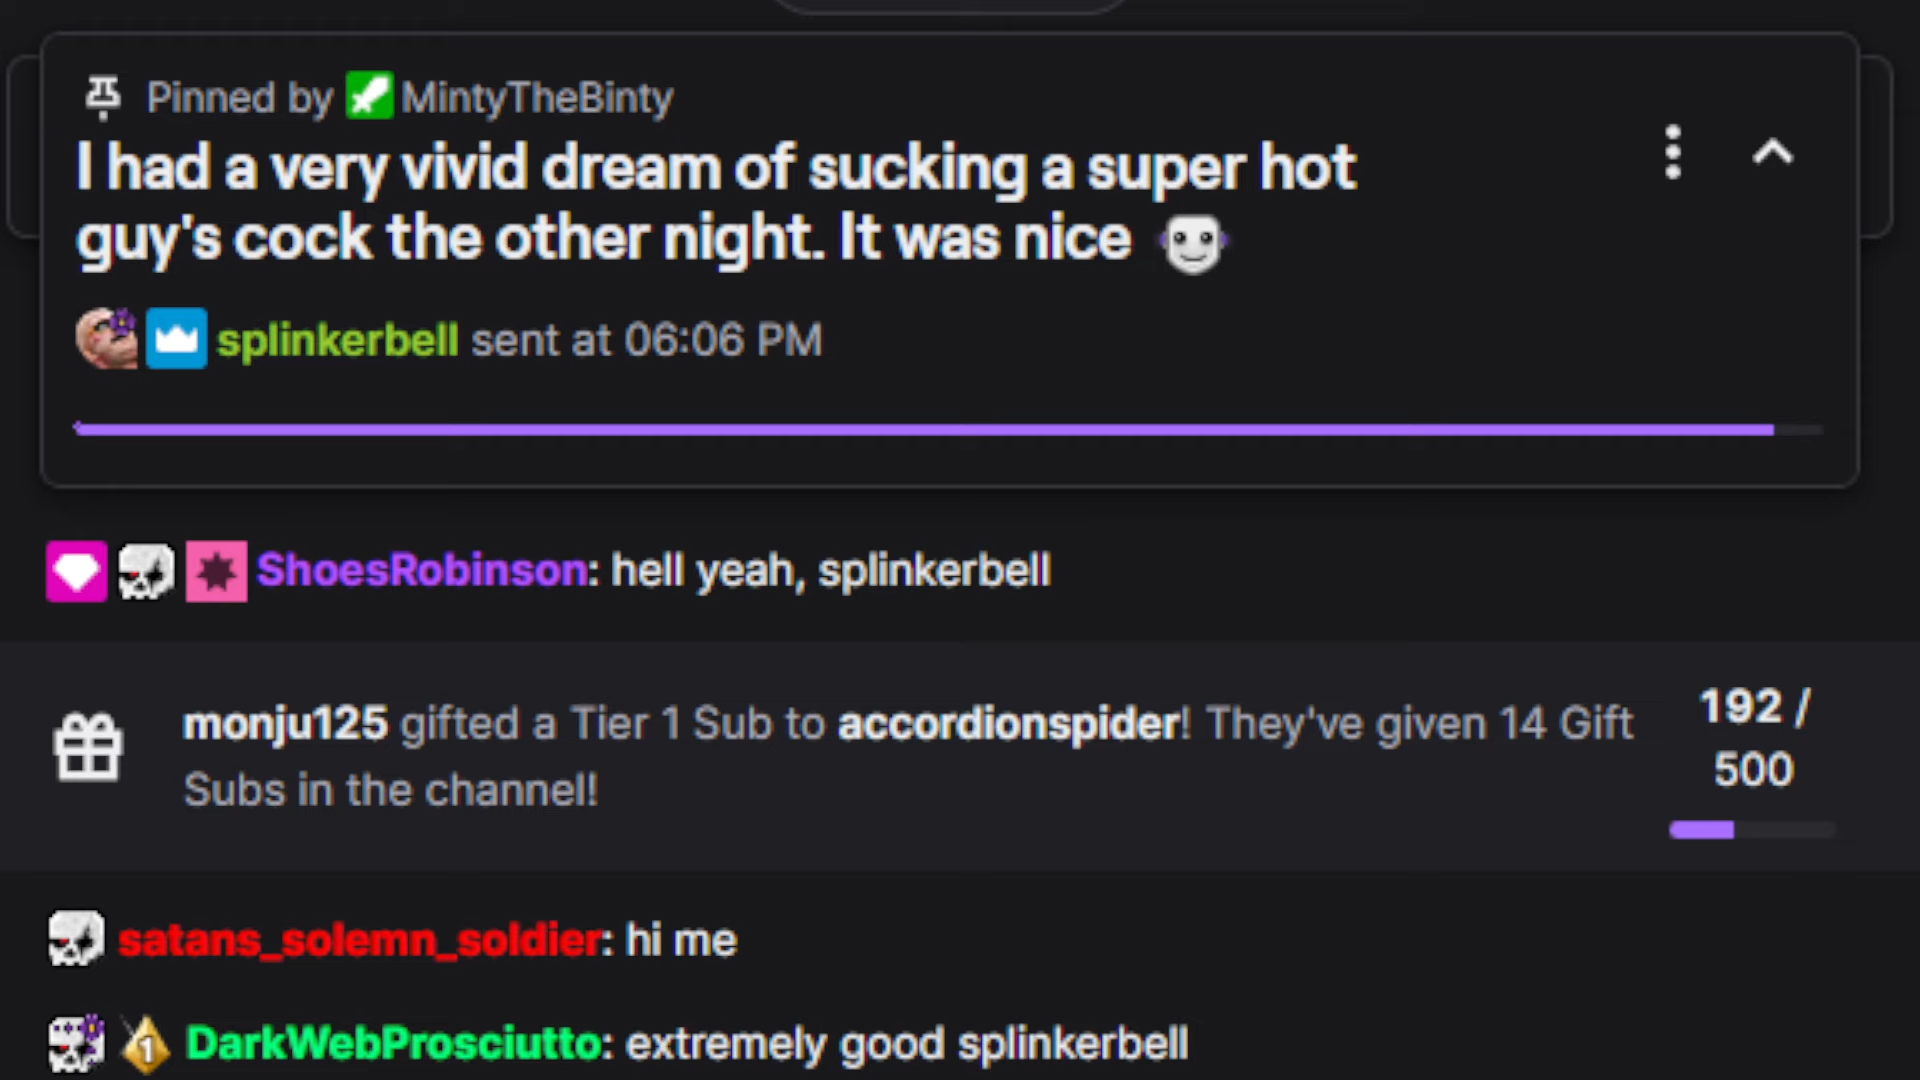 Pinned by MintyTheBinty
I had a very vivid dream of sucking a super hot
guy's cock the other night. It was nice
splinkerbell sent at 06:06 PM
ShoesRobinson: hell yeah, splinkerbell
monju125 gifted a Tier 1 Sub to accordionspider! They've given 14 Gift
Subs in the channel!
192 /
500
satans_solemn_soldier: hi me
1 DarkWebProsciutto: extremely good splinkerbell